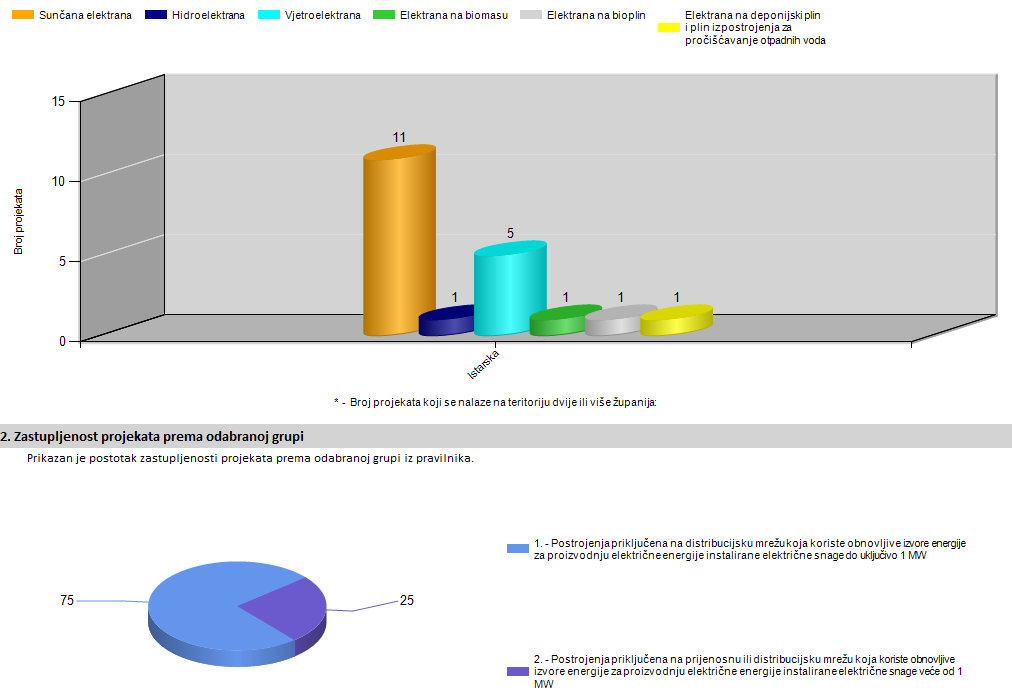 Sunčana elektrana
Hidroelektrana
Vjetroelektrana
Elektrana na biomasu
Elektrana na bioplin
Elektrana na deponijski plin
i plin iz postrojenja za
pročišćavanje otpadnih voda
15
10
5
0
Broj projekata
11
1
5
1
1
1
Istarska
* - Broj projekata koji se nalaze na teritoriju dvije ili više županija:
2. Zastupljenost projekata prema odabranoj grupi
Prikazan je postotak zastupljenosti projekata prema odabranoj grupi iz pravilnika.
75
25
1. - Postrojenja priključena na distribucijsku mrežu koja koriste obnovljive izvore energije
za proizvodnju električne energije instalirane električne snage do uključivo 1 MW
2. - Postrojenja priključena na prijenosnu ili distribucijsku mrežu koja koriste obnovljive
izvore energije za proizvodnju električne energije instalirane električne snage veće od 1
MW